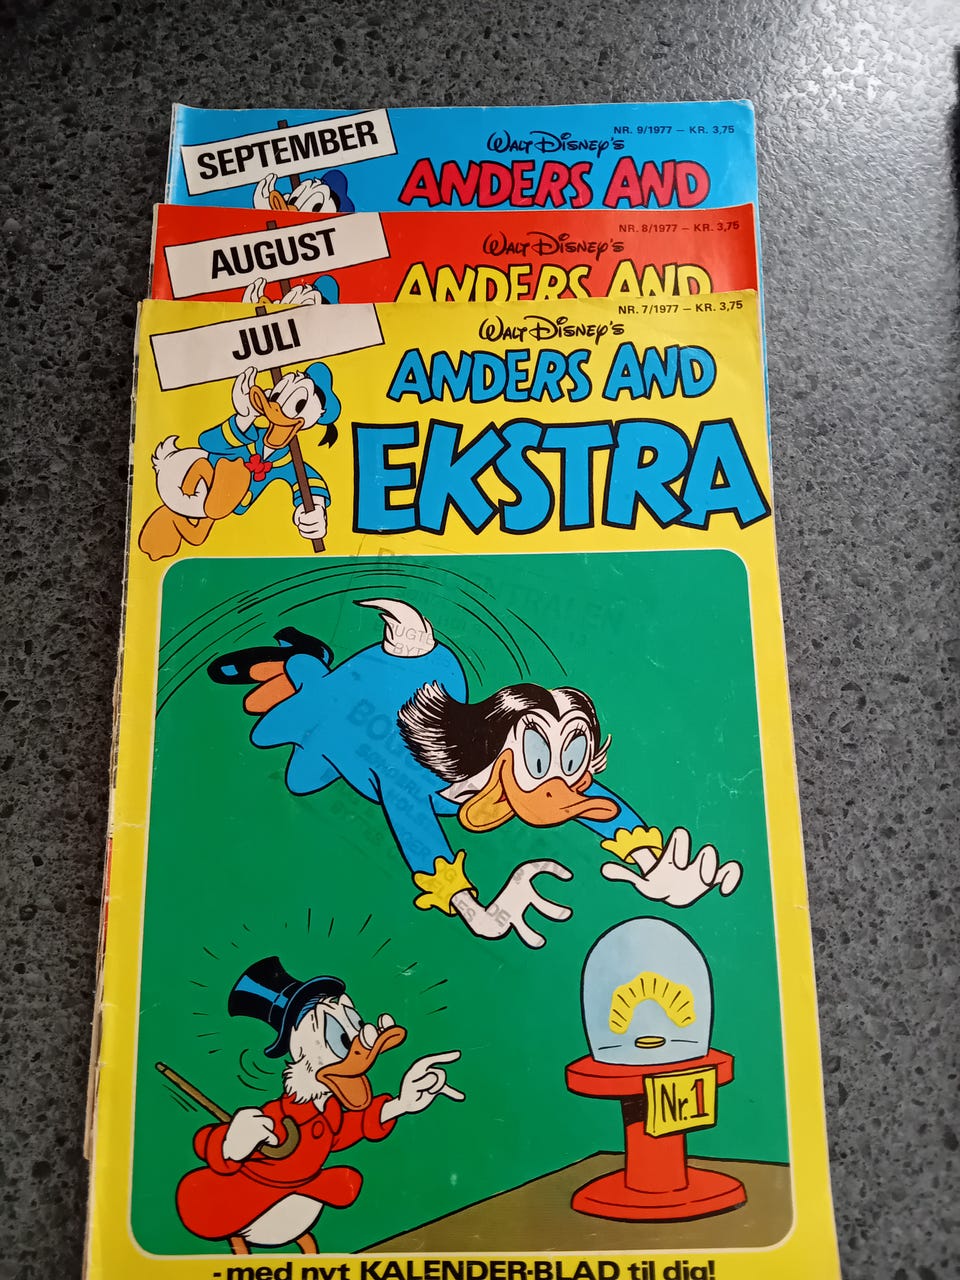 SEPTEMBER
NR. 9/1977 – KR. 3,75
Walt Disney's
ANDERS AND
AUGUST
NR. 8/1977 – KR. 3,75
Walt Disney's
ANDERS AND
JULI
NR. 7/1977 – KR. 3,75
Walt Disney's
ANDERS AND
EKSTRA
Nr.1
- med nyt KALENDER-BLAD til dig!